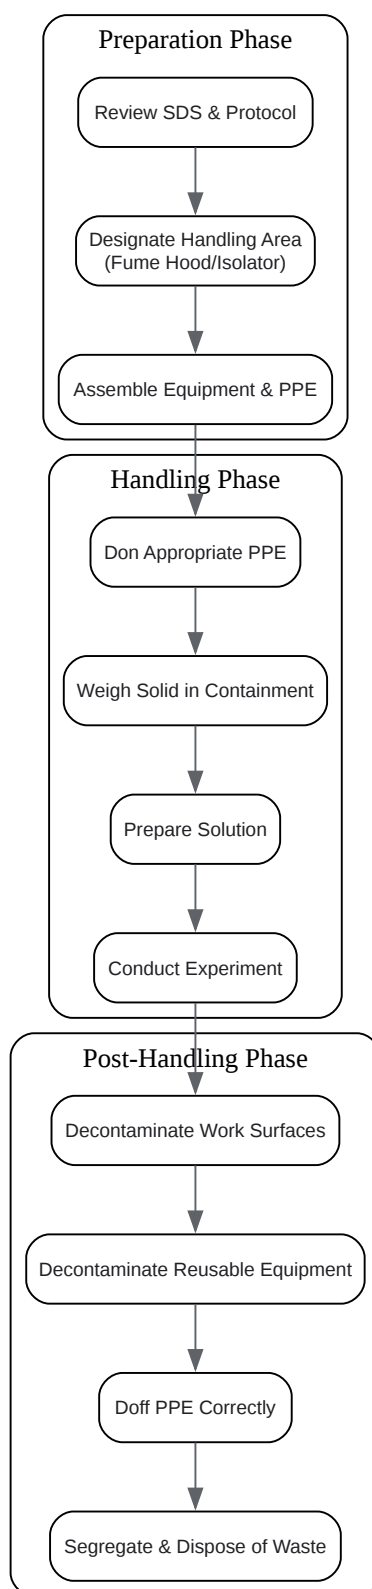 Preparation Phase
Review SDS & Protocol
Designate Handling Area
(Fume Hood/Isolator)
Assemble Equipment & PPE
Handling Phase
Don Appropriate PPE
Weigh Solid in Containment
Prepare Solution
Conduct Experiment
Post-Handling Phase
Decontaminate Work Surfaces
Decontaminate Reusable Equipment
Doff PPE Correctly
Segregate & Dispose of Waste